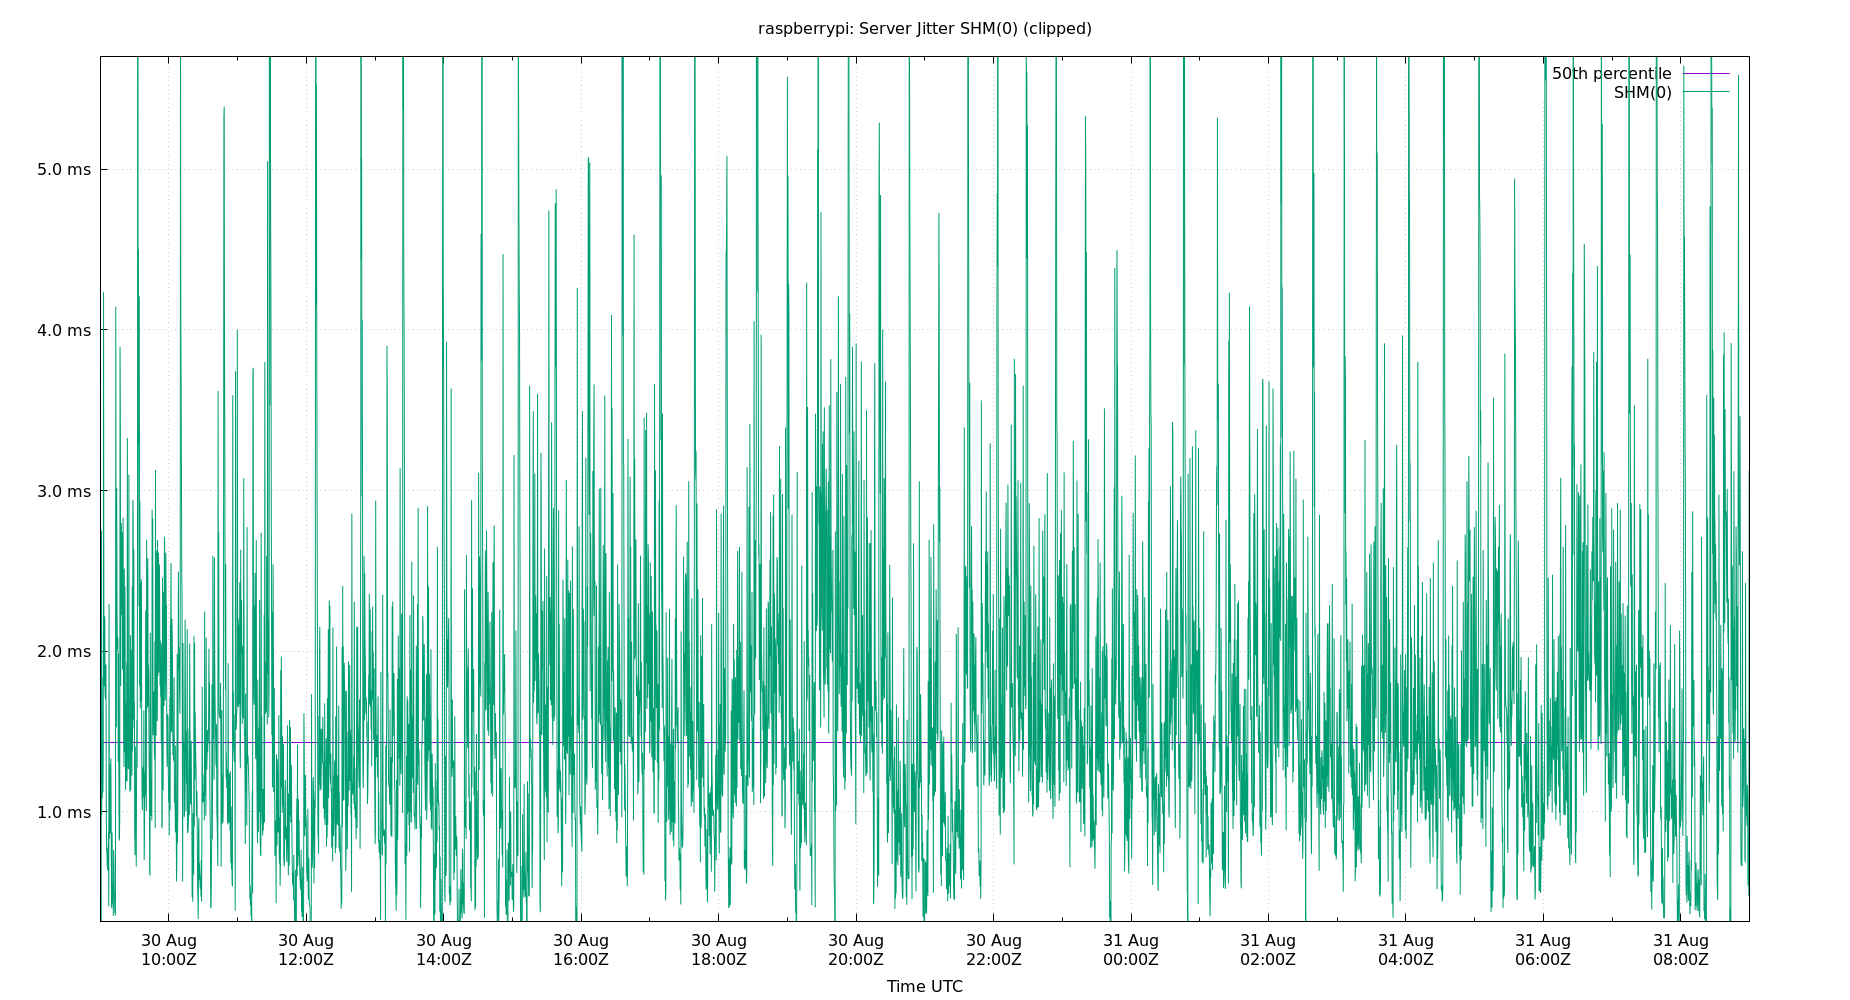 raspberrypi: Server Jitter SHM(0) (clipped)
50th percentile
SHM(0)
5.0 ms
4.0 ms
3.0 ms
2.0 ms
1.0 ms
30 Aug 30 Aug 30 Aug 30 Aug 30 Aug 30 Aug 30 Aug 31 Aug 31 Aug 31 Aug 31 Aug 31 Aug
10:00Z 12:00Z 14:00Z 16:00Z 18:00Z 20:00Z 22:00Z 00:00Z 02:00Z 04:00Z 06:00Z 08:00Z
Time UTC